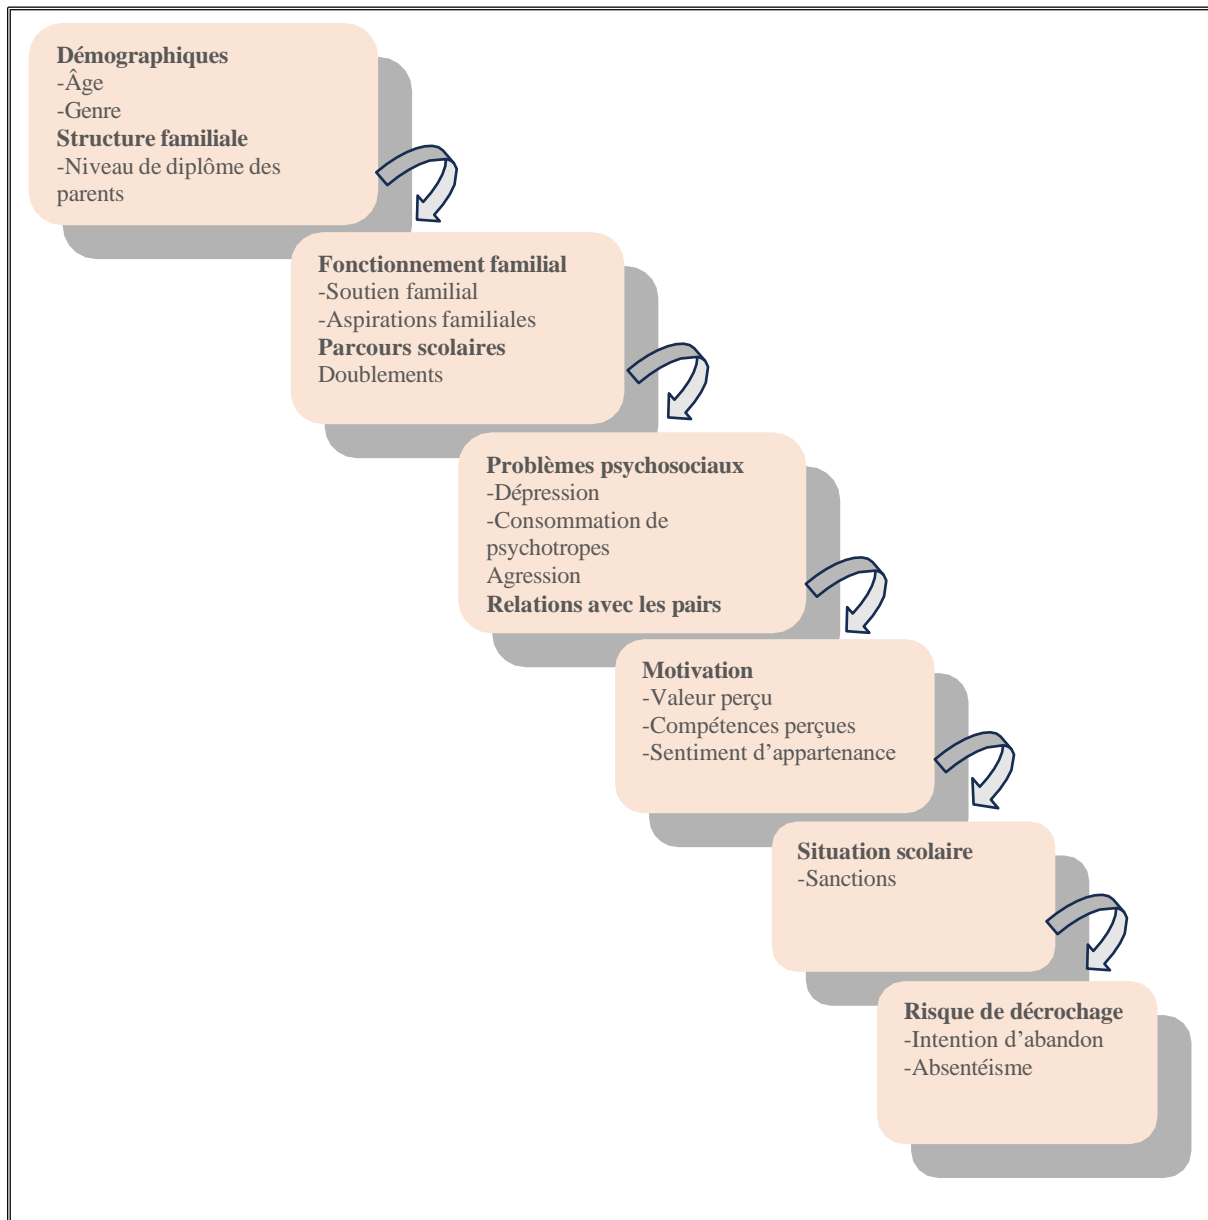 Démographiques
-Âge
-Genre
Structure familiale
-Niveau de diplôme des
parents
Fonctionnement familial
-Soutien familial
-Aspirations familiales
Parcours scolaires
Doublements
Problèmes psychosociaux
-Dépression
-Consommation de
psychotropes
Agression
Relations avec les pairs
Motivation
-Valeur perçu
-Compétences perçues
-Sentiment d’appartenance
Situation scolaire
-Sanctions
Risque de décrochage
-Intention d’abandon
-Absentéisme